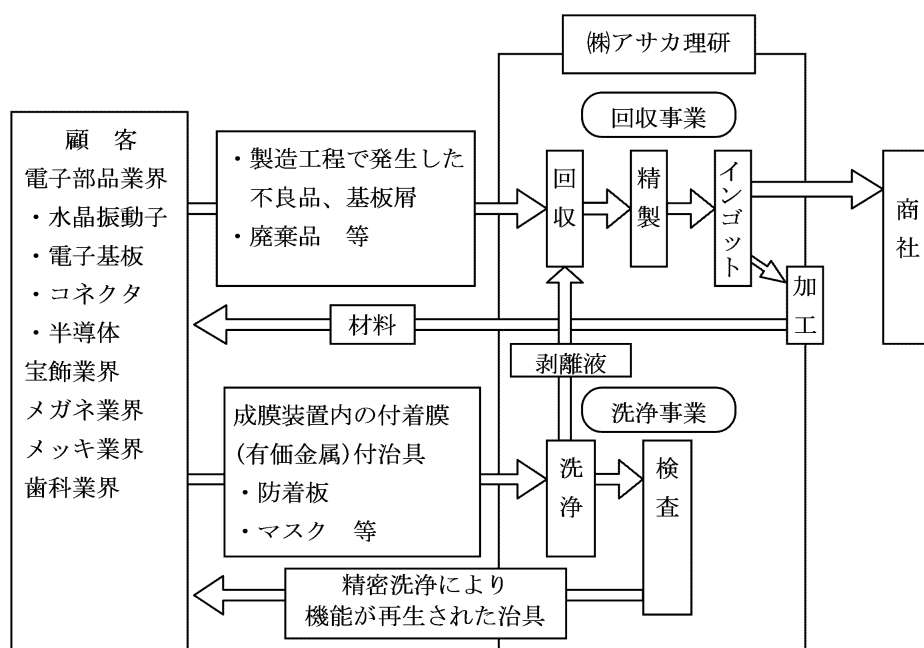 ㈱アサカ理研
顧　客
電子部品業界
・水晶振動子
・電子基板
・コネクタ
・半導体
宝飾業界
メガネ業界
メッキ業界
歯科業界
・製造工程で発生した
不良品、基板層
・廃棄品　等
回収事業
回収
精製
インゴット
商社
加工
材料
剥離液
洗浄事業
成膜装置内の付着膜
(有価金属)付治具
・防着板
・マスク　等
洗浄
検査
精密洗浄により
機能が再生された治具